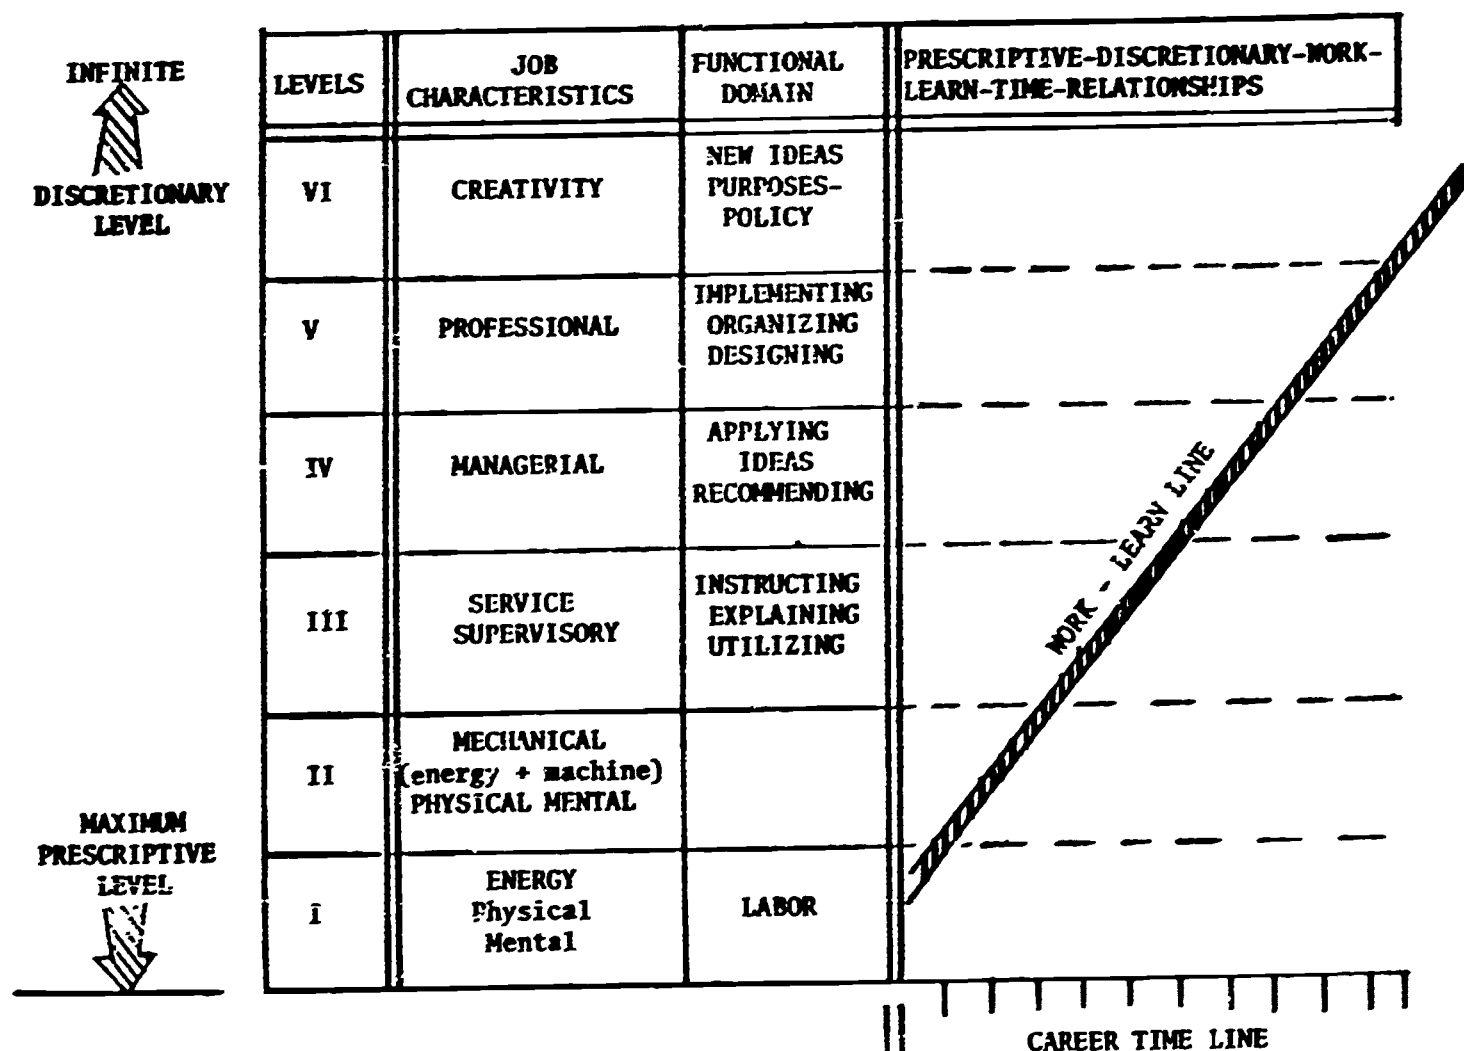 INFINITE
DISCRETIONARY
LEVEL
MAXIMUM
PRESCRIPTIVE
LEVEL
LEVELS
JOB
CHARACTERISTICS
FUNCTIONAL
DOMAIN
PRESCRIPTIVE-DISCRETIONARY-WORK-
LEARN-TIME-RELATIONSHIPS
VI
CREATIVITY
NEW IDEAS
PURPOSES-
POLICY
V
PROFESSIONAL
IMPLEMENTING
ORGANIZING
DESIGNING
IV
MANAGERIAL
APPLYING
IDEAS
RECOMMENDING
III
SERVICE
SUPERVISORY
INSTRUCTING
EXPLAINING
UTILIZING
II
MECHANICAL
(energy + machine)
PHYSICAL MENTAL
I
ENERGY
Physical
Mental
LABOR
WORK - LEARN LINE
CAREER TIME LINE